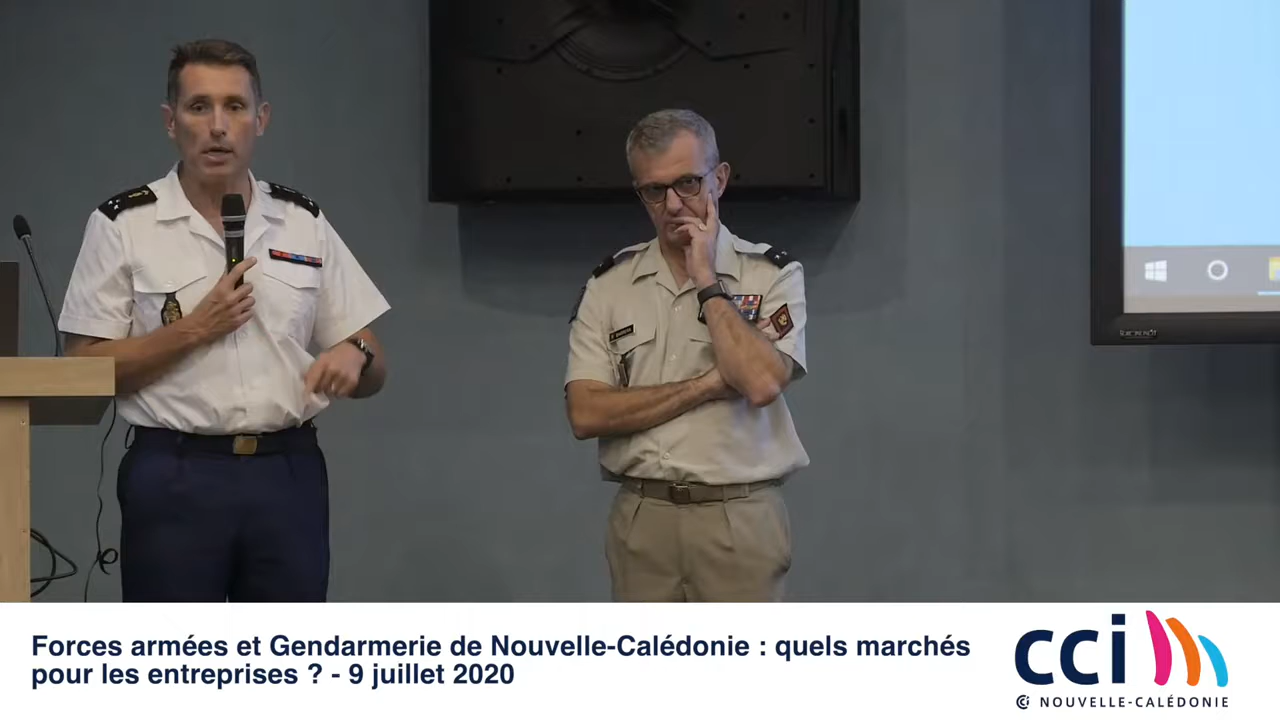 Forces armées et Gendarmerie de Nouvelle-Calédonie : quels marchés
pour les entreprises ? - 9 juillet 2020
cci
NOUVELLE-CALÉDONIE